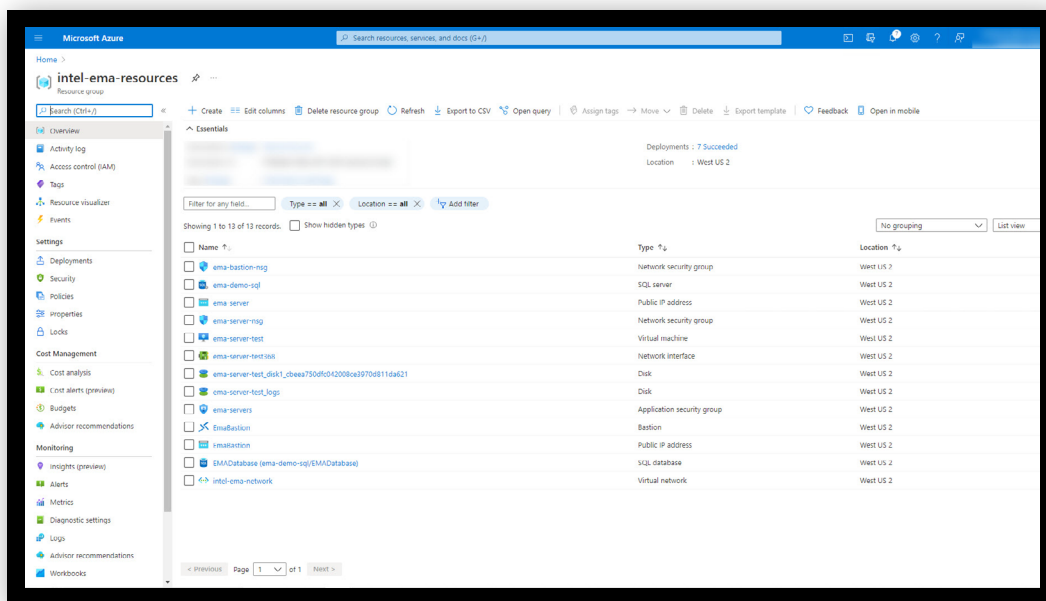 Microsoft Azure
Search resources, services, and docs (G+/)
Home >
intel-ema-resources
Resource group
Search (Ctrl+/)
Create
Edit columns
Delete resource group
Refresh
Export to CSV
Open query
Assign tags
Move
Delete
Export template
Feedback
Open in mobile
Overview
Activity log
Access control (IAM)
Tags
Resource visualizer
Events
Settings
Deployments
Security
Policies
Properties
Locks
Cost Management
Cost analysis
Cost alerts (preview)
Budgets
Advisor recommendations
Monitoring
Insights (preview)
Alerts
Metrics
Diagnostic settings
Logs
Advisor recommendations
Workbooks
Essentials
Deployments : 7 Succeeded
Location : West US 2
Filter for any field...
Type == all
Location == all
Add filter
Showing 1 to 13 of 13 records.
Show hidden types
No grouping
List view
Name Type Location
ema-bastion-nsg Network security group West US 2
ema-demo-sql SQL server West US 2
ema-server Public IP address West US 2
ema-server-nsg Network security group West US 2
ema-server-test Virtual machine West US 2
ema-server-test368 Network interface West US 2
ema-server-test_disk1_cbeea750dfc042008ce3970d811da621 Disk West US 2
ema-server-test_logs Disk West US 2
ema-servers Application security group West US 2
EmaBastion Bastion West US 2
EmaBastion Public IP address West US 2
EMADatabase (ema-demo-sql/EMADatabase) SQL database West US 2
intel-ema-network Virtual network West US 2
< Previous Page 1 of 1 Next >